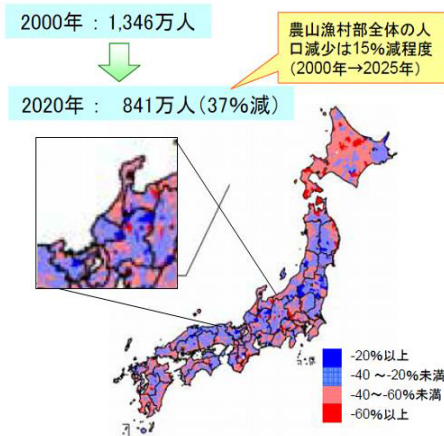 2000年 : 1,346万人
農山漁村部全体の人
口減少は15%減程度
(2000年→2025年)
2020年 : 841万人(37%減)
-20%以上
-40 ～-20%未満
-40～-60%未満
-60%以上